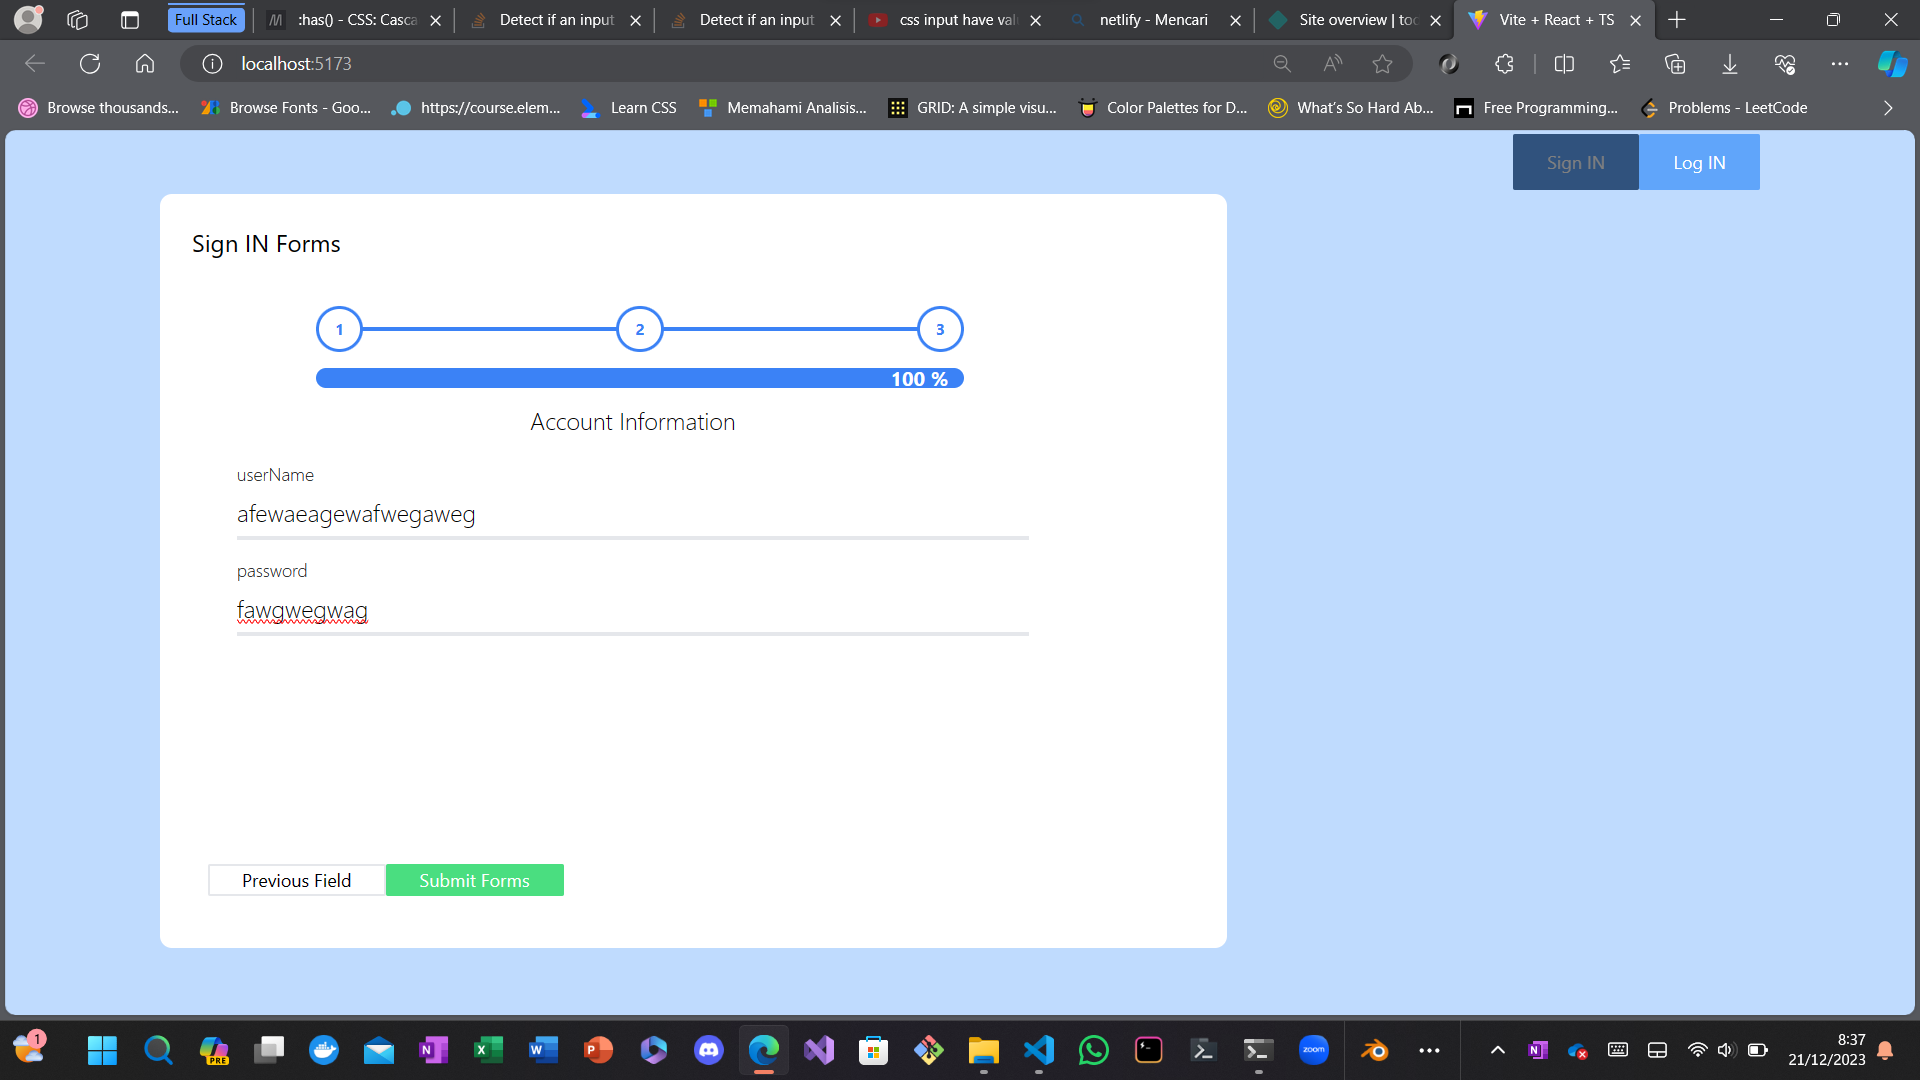 Full Stack
:has() - CSS: Casca
Detect if an input
Detect if an input
css input have val
netlify - Mencari
Site overview | too
Vite + React + TS
localhost:5173
Browse thousands...
Browse Fonts - Goo...
https://course.elem...
Learn CSS
Memahami Analisis...
GRID: A simple visu...
Color Palettes for D...
What's So Hard Ab...
Free Programming...
Problems - LeetCode
Sign IN
Log IN
Sign IN Forms
1
2
3
100 %
Account Information
userName
afewaeagewafwegaweg
password
fawgwegwag
Previous Field
Submit Forms
1
PRE
zoom
8:37
21/12/2023